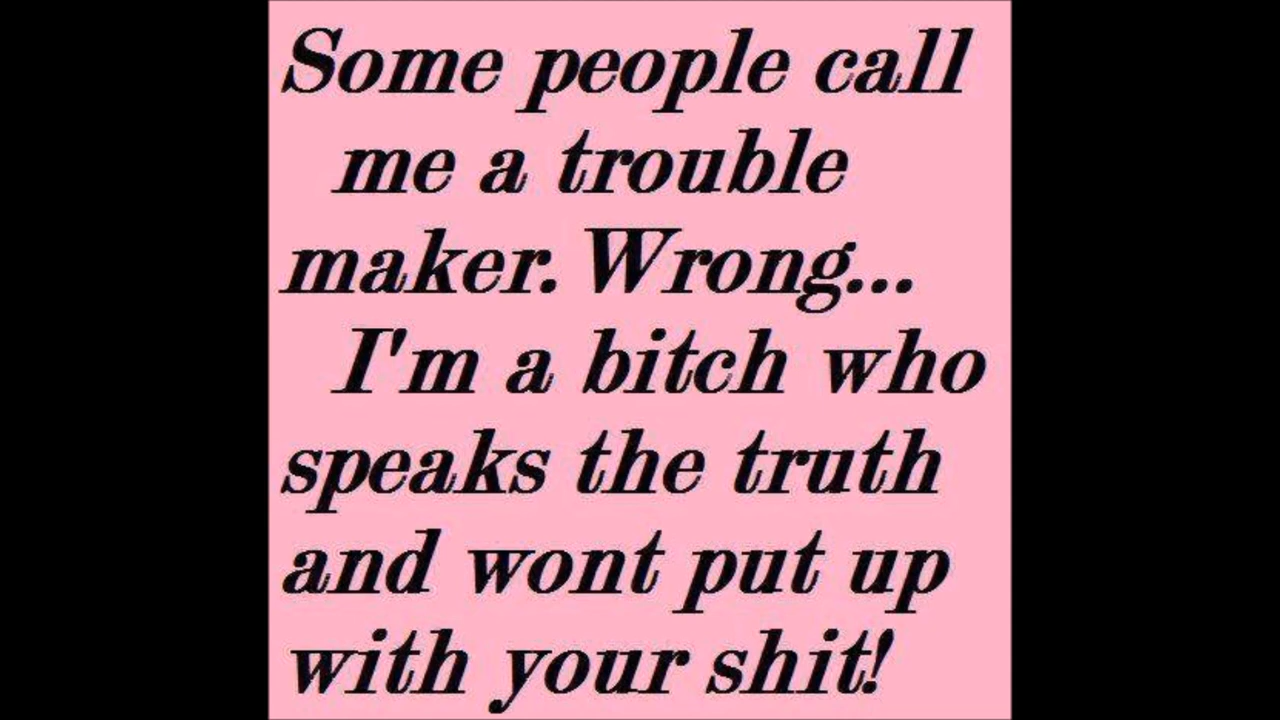 Some people call
me a trouble
maker. Wrong...
I'm a bitch who
speaks the truth
and wont put up
with your shit!